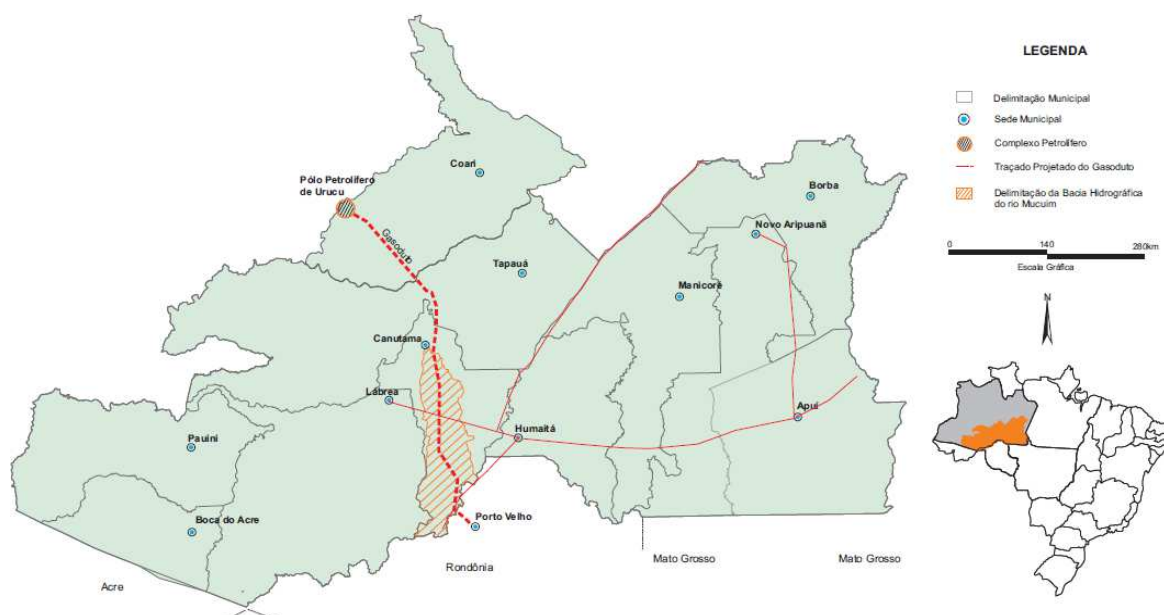 LEGENDA
Delimitação Municipal
Sede Municipal
Complexo Petrolífero
Traçado Projetado do Gasoduto
Delimitação da Bacia Hidrográfica
do rio Mucuim
0 140 280km
Escala Gráfica
N
Coari
Pólo Petrolífero
de Urucu
Gasoduto
Borba
Novo Aripuanã
Tapauá
Manicoré
Canutama
Lábrea
Humaitá
Apuí
Pauini
Boca do Acre
Porto Velho
Acre
Rondônia
Mato Grosso
Mato Grosso